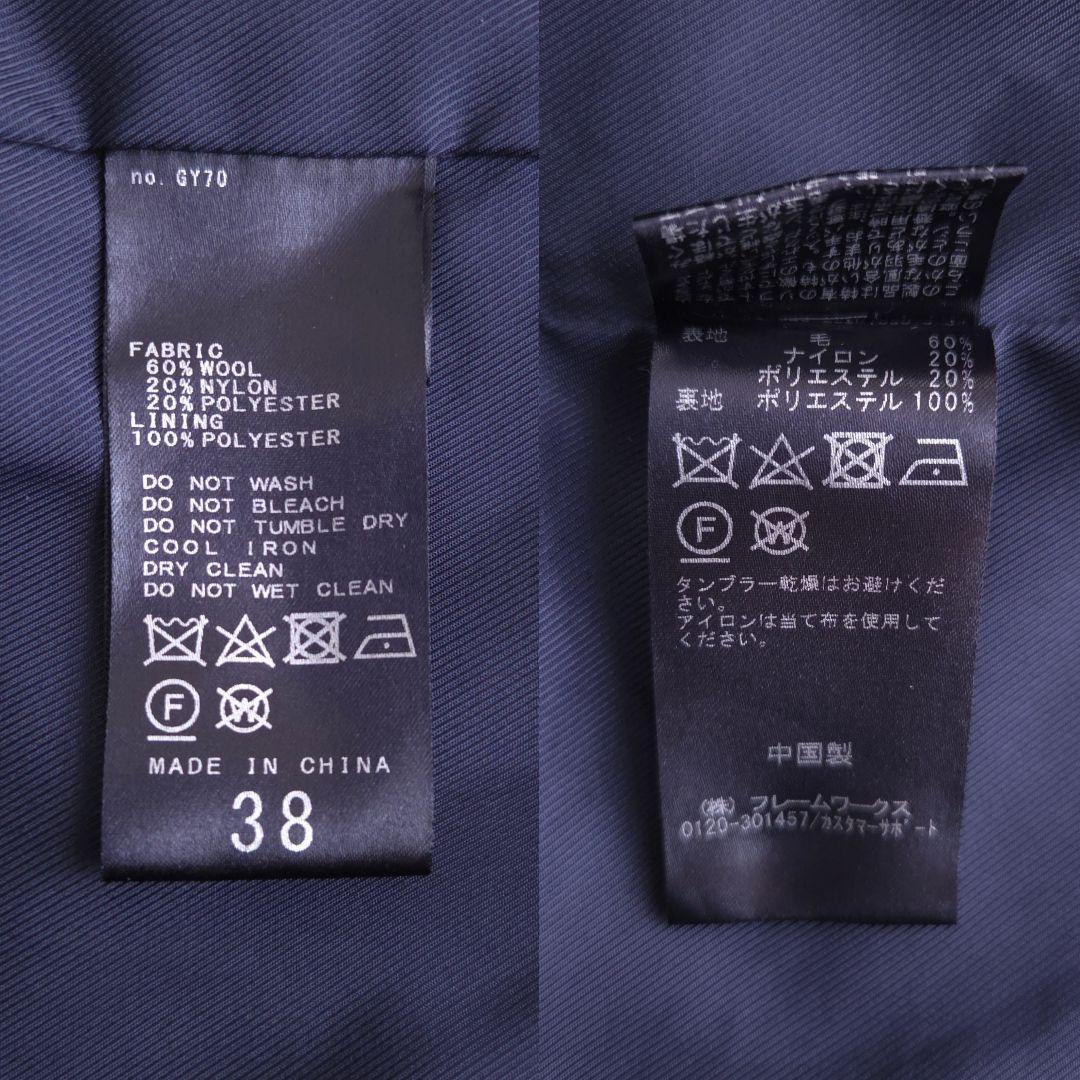 no. GY70
FABRIC
60% WOOL
20% NYLON
20% POLYESTER
LINING
100% POLYESTER
DO NOT WASH
DO NOT BLEACH
DO NOT TUMBLE DRY
COOL IRON
DRY CLEAN
DO NOT WET CLEAN
F W
MADE IN CHINA
38
表地 毛 60%
ナイロン 20%
ポリエステル 20%
裏地 ポリエステル 100%
F W
タンブラー乾燥はお避けくだ
さい。
アイロンは当て布を使用して
ください。
中国製
(株) フレームワークス
0120-301457/カスタマーサポート